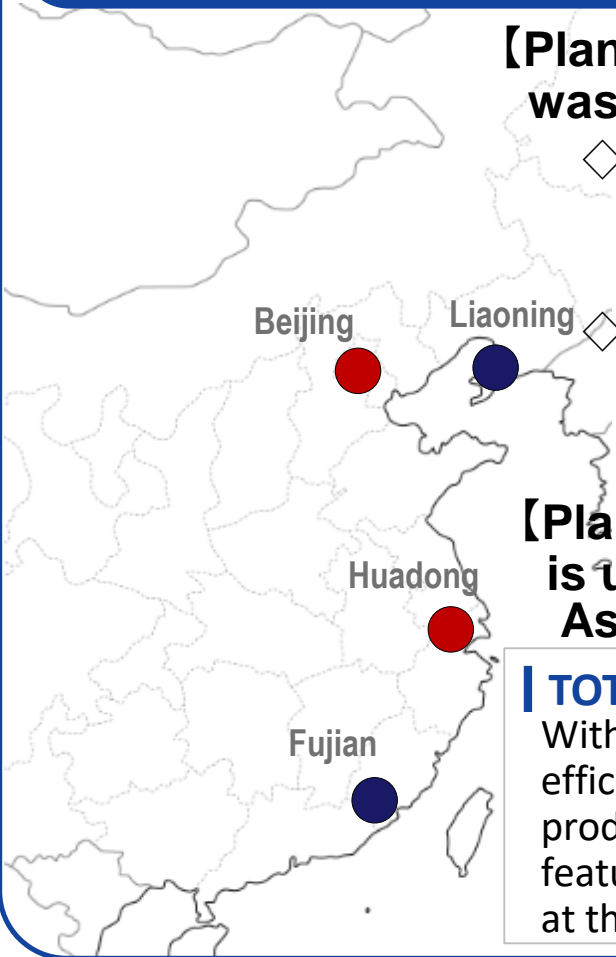 【Plan
was
◇
Beijing
Liaoning
◇
【Pla
is u
As
Huadong
TOT
With
effic
prod
featu
at th
Fujian